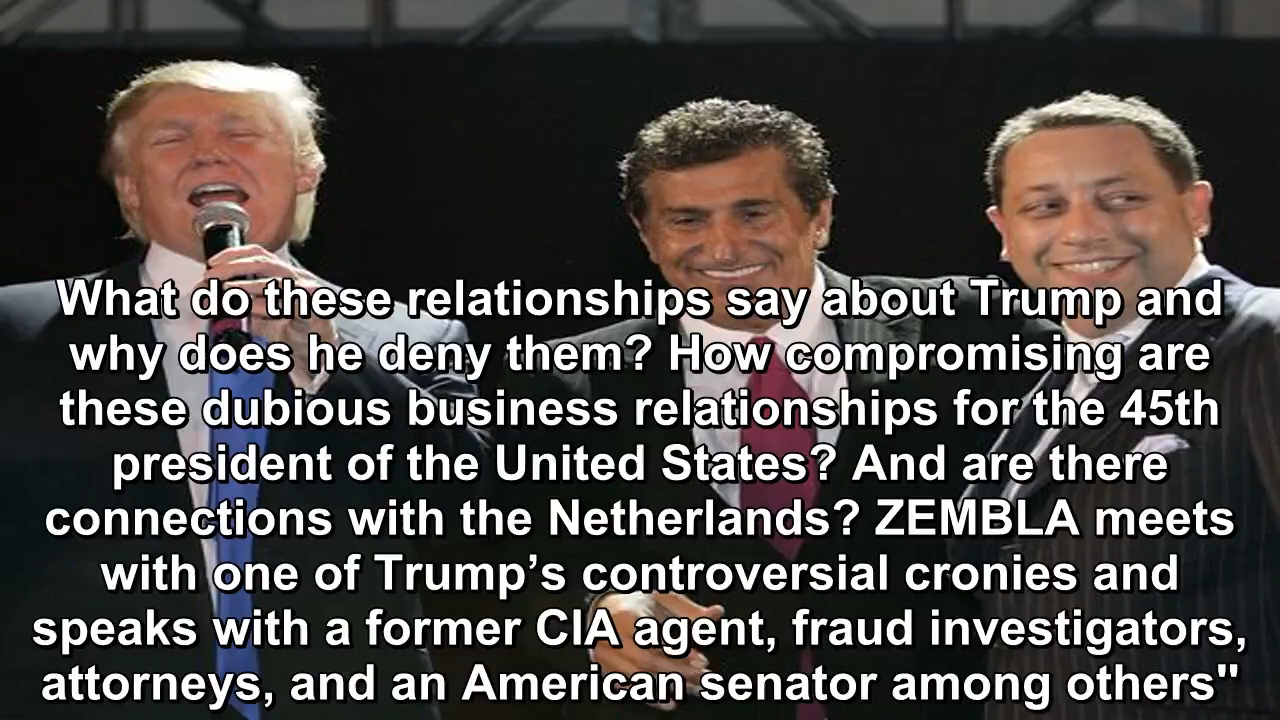 What do these relationships say about Trump and
why does he deny them? How compromising are
these dubious business relationships for the 45th
president of the United States? And are there
connections with the Netherlands? ZEMBLA meets
with one of Trump’s controversial cronies and
speaks with a former CIA agent, fraud investigators,
attorneys, and an American senator among others"